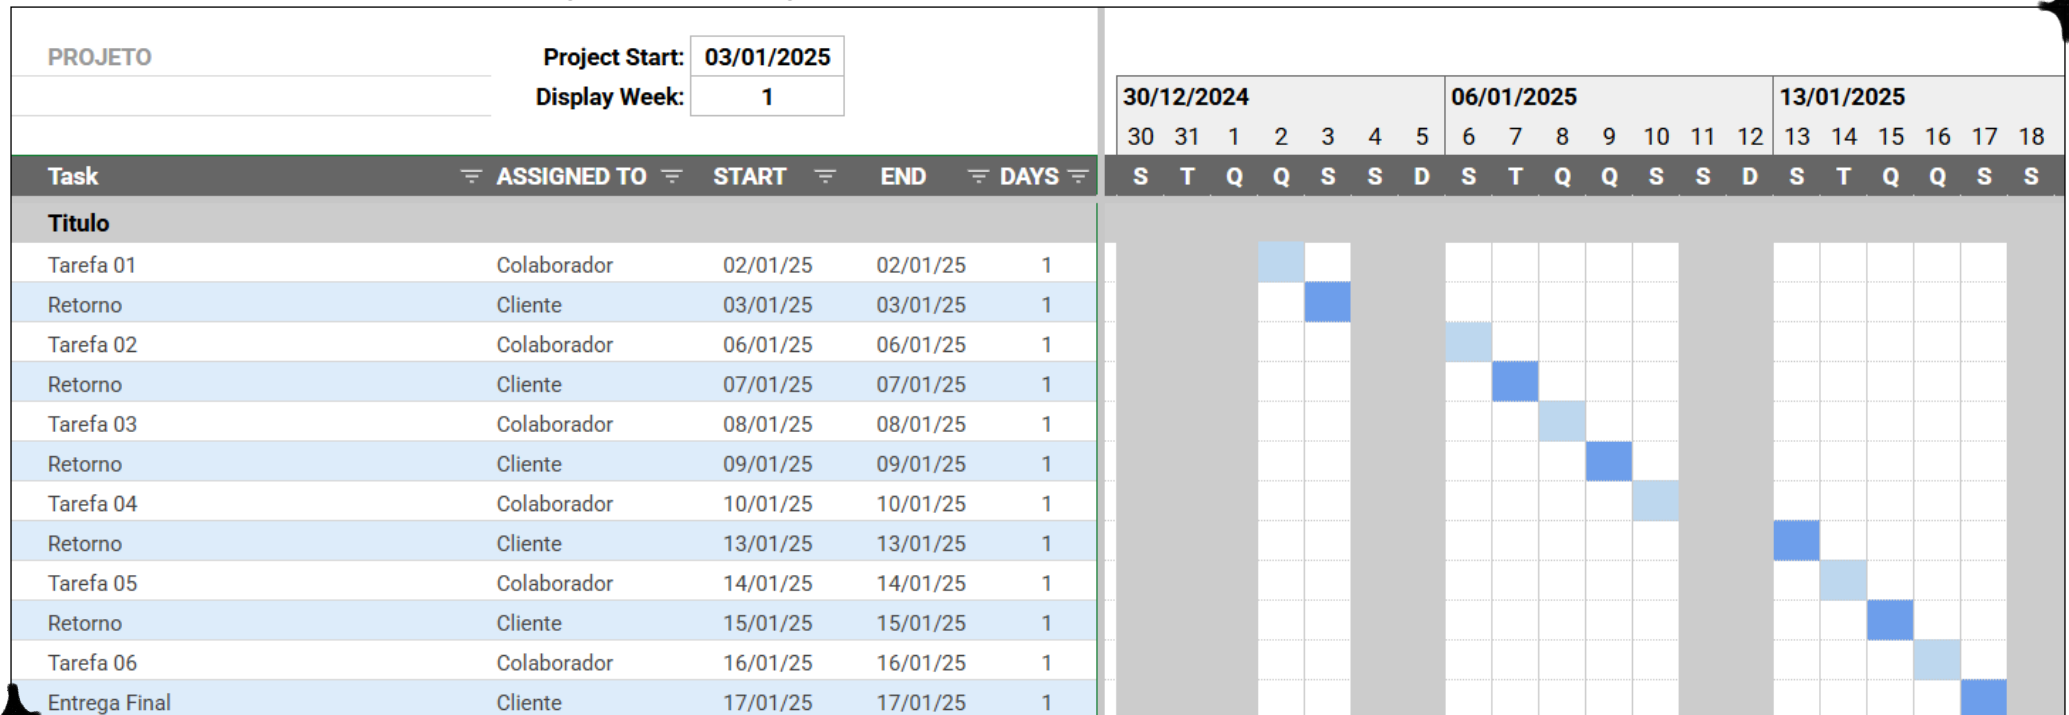 PROJETO Project Start: 03/01/2025
Display Week: 1 30/12/2024 06/01/2025 13/01/2025
30 31 1 2 3 4 5 6 7 8 9 10 11 12 13 14 15 16 17 18
Task ASSIGNED TO START END DAYS S T Q Q S S D S T Q Q S S D S T Q Q S S
Titulo
Tarefa 01 Colaborador 02/01/25 02/01/25 1
Retorno Cliente 03/01/25 03/01/25 1
Tarefa 02 Colaborador 06/01/25 06/01/25 1
Retorno Cliente 07/01/25 07/01/25 1
Tarefa 03 Colaborador 08/01/25 08/01/25 1
Retorno Cliente 09/01/25 09/01/25 1
Tarefa 04 Colaborador 10/01/25 10/01/25 1
Retorno Cliente 13/01/25 13/01/25 1
Tarefa 05 Colaborador 14/01/25 14/01/25 1
Retorno Cliente 15/01/25 15/01/25 1
Tarefa 06 Colaborador 16/01/25 16/01/25 1
Entrega Final Cliente 17/01/25 17/01/25 1